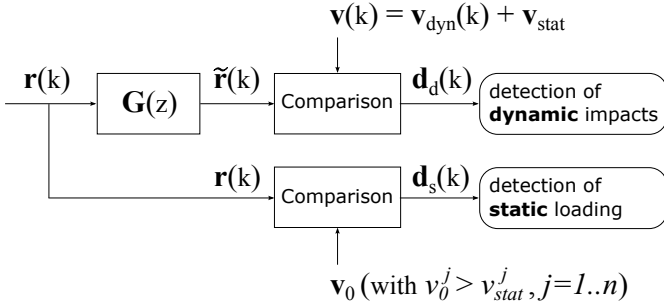 v(k) = v_dyn(k) + v_stat
r(k)
G(z)
r̃(k)
Comparison
d_d(k)
detection of
dynamic impacts
r(k)
Comparison
d_s(k)
detection of
static loading
v_0 (with v_0^j > v_stat^j, j=1..n)